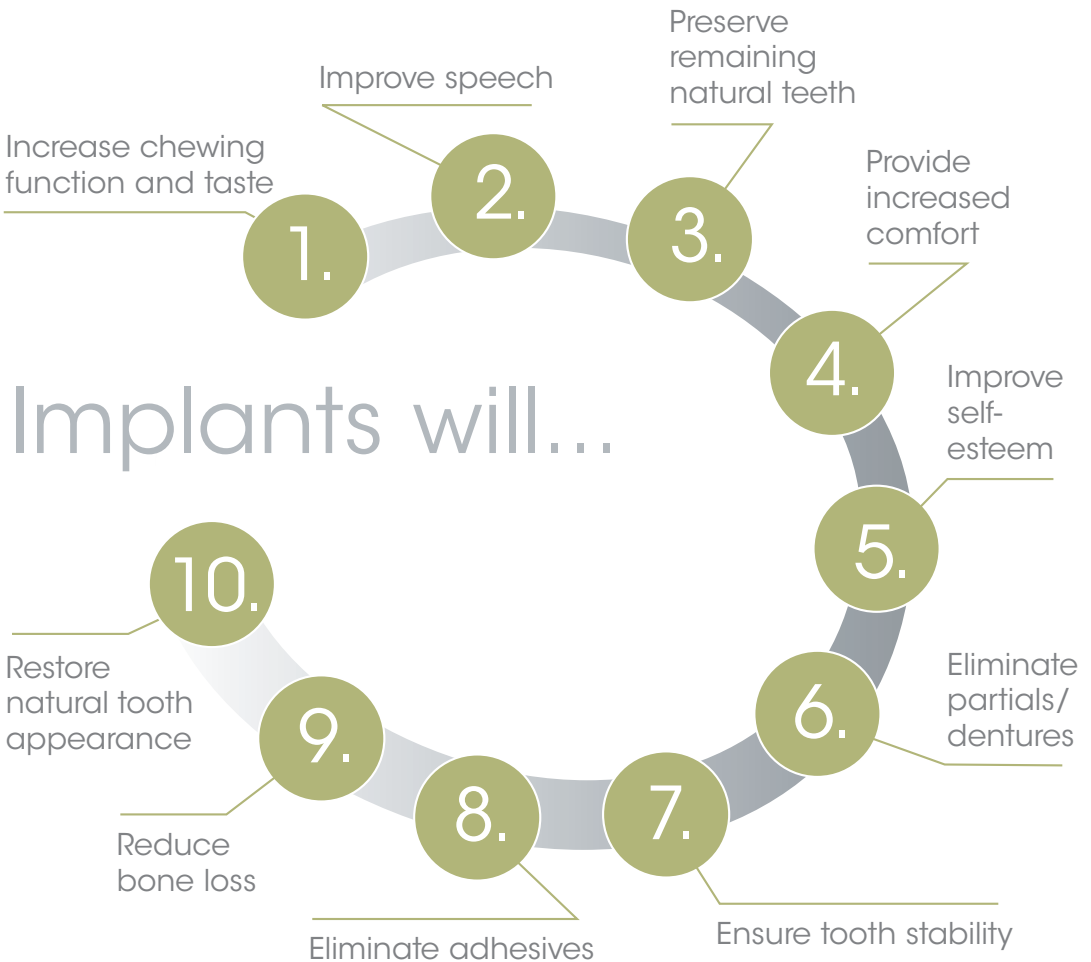 Implants will...
1.
Increase chewing
function and taste
2.
Improve speech
3.
Preserve
remaining
natural teeth
4.
Provide
increased
comfort
5.
Improve
self-
esteem
6.
Eliminate
partials/
dentures
7.
Ensure tooth stability
8.
Eliminate adhesives
9.
Reduce
bone loss
10.
Restore
natural tooth
appearance